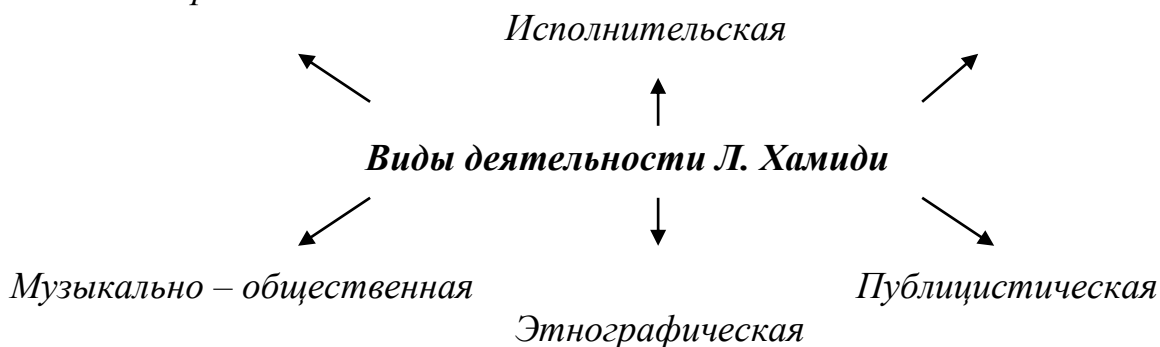 Исполнительская
Виды деятельности Л. Хамиди
Музыкально – общественная
Публицистическая
Этнографическая